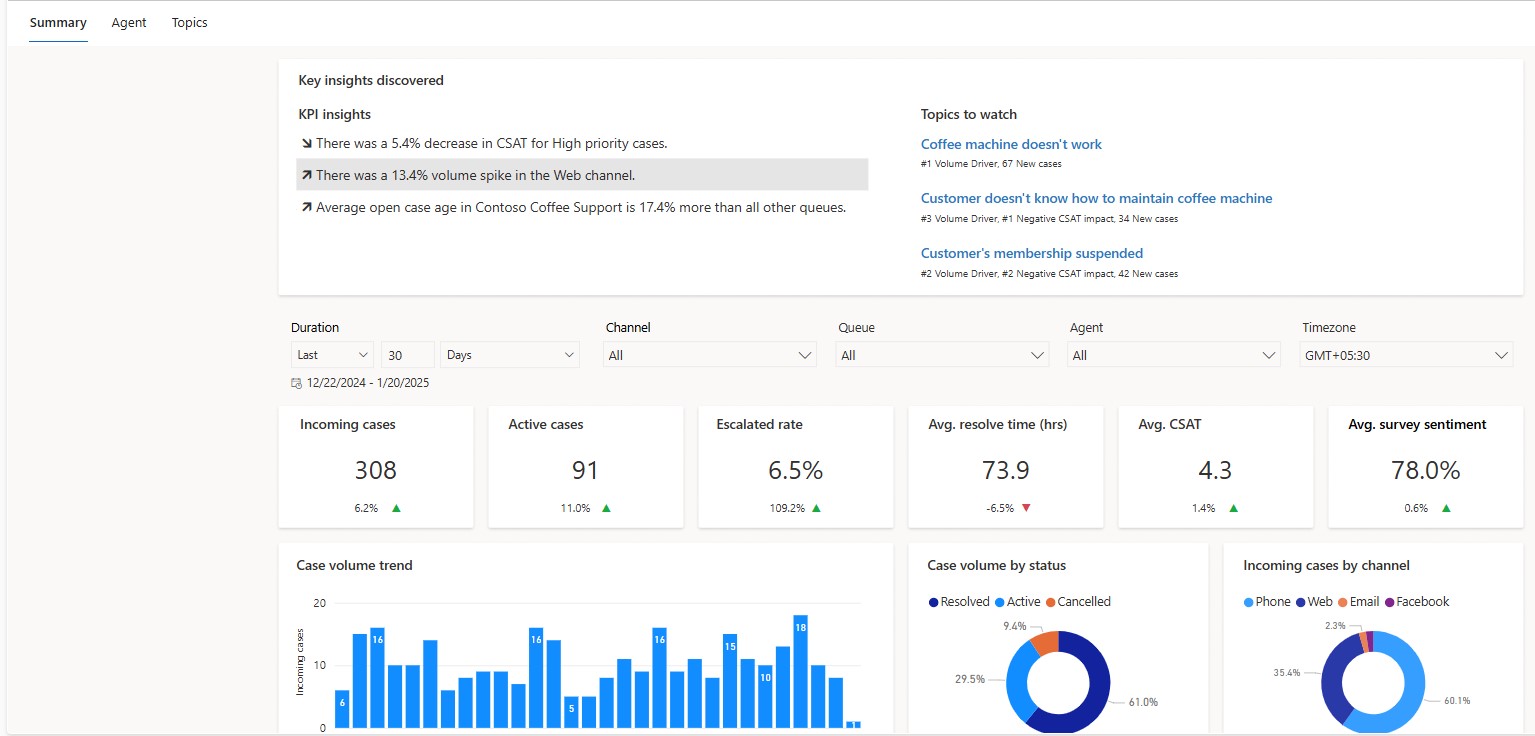 Summary Agent Topics
Key insights discovered
KPI insights
There was a 5.4% decrease in CSAT for High priority cases.
There was a 13.4% volume spike in the Web channel.
Average open case age in Contoso Coffee Support is 17.4% more than all other queues.
Topics to watch
Coffee machine doesn't work
#1 Volume Driver, 67 New cases
Customer doesn't know how to maintain coffee machine
#3 Volume Driver, #1 Negative CSAT impact, 34 New cases
Customer's membership suspended
#2 Volume Driver, #2 Negative CSAT impact, 42 New cases
Duration Channel Queue Agent Timezone
Last 30 Days All All All GMT+05:30
12/22/2024 - 1/20/2025
Incoming cases
308
6.2%
Active cases
91
11.0%
Escalated rate
6.5%
109.2%
Avg. resolve time (hrs)
73.9
-6.5%
Avg. CSAT
4.3
1.4%
Avg. survey sentiment
78.0%
0.6%
Case volume trend
Incoming cases
20
10
0
6 16 16 5 16 15 10 18 1
Case volume by status
Resolved Active Cancelled
9.4%
29.5%
61.0%
Incoming cases by channel
Phone Web Email Facebook
2.3%
35.4%
60.1%